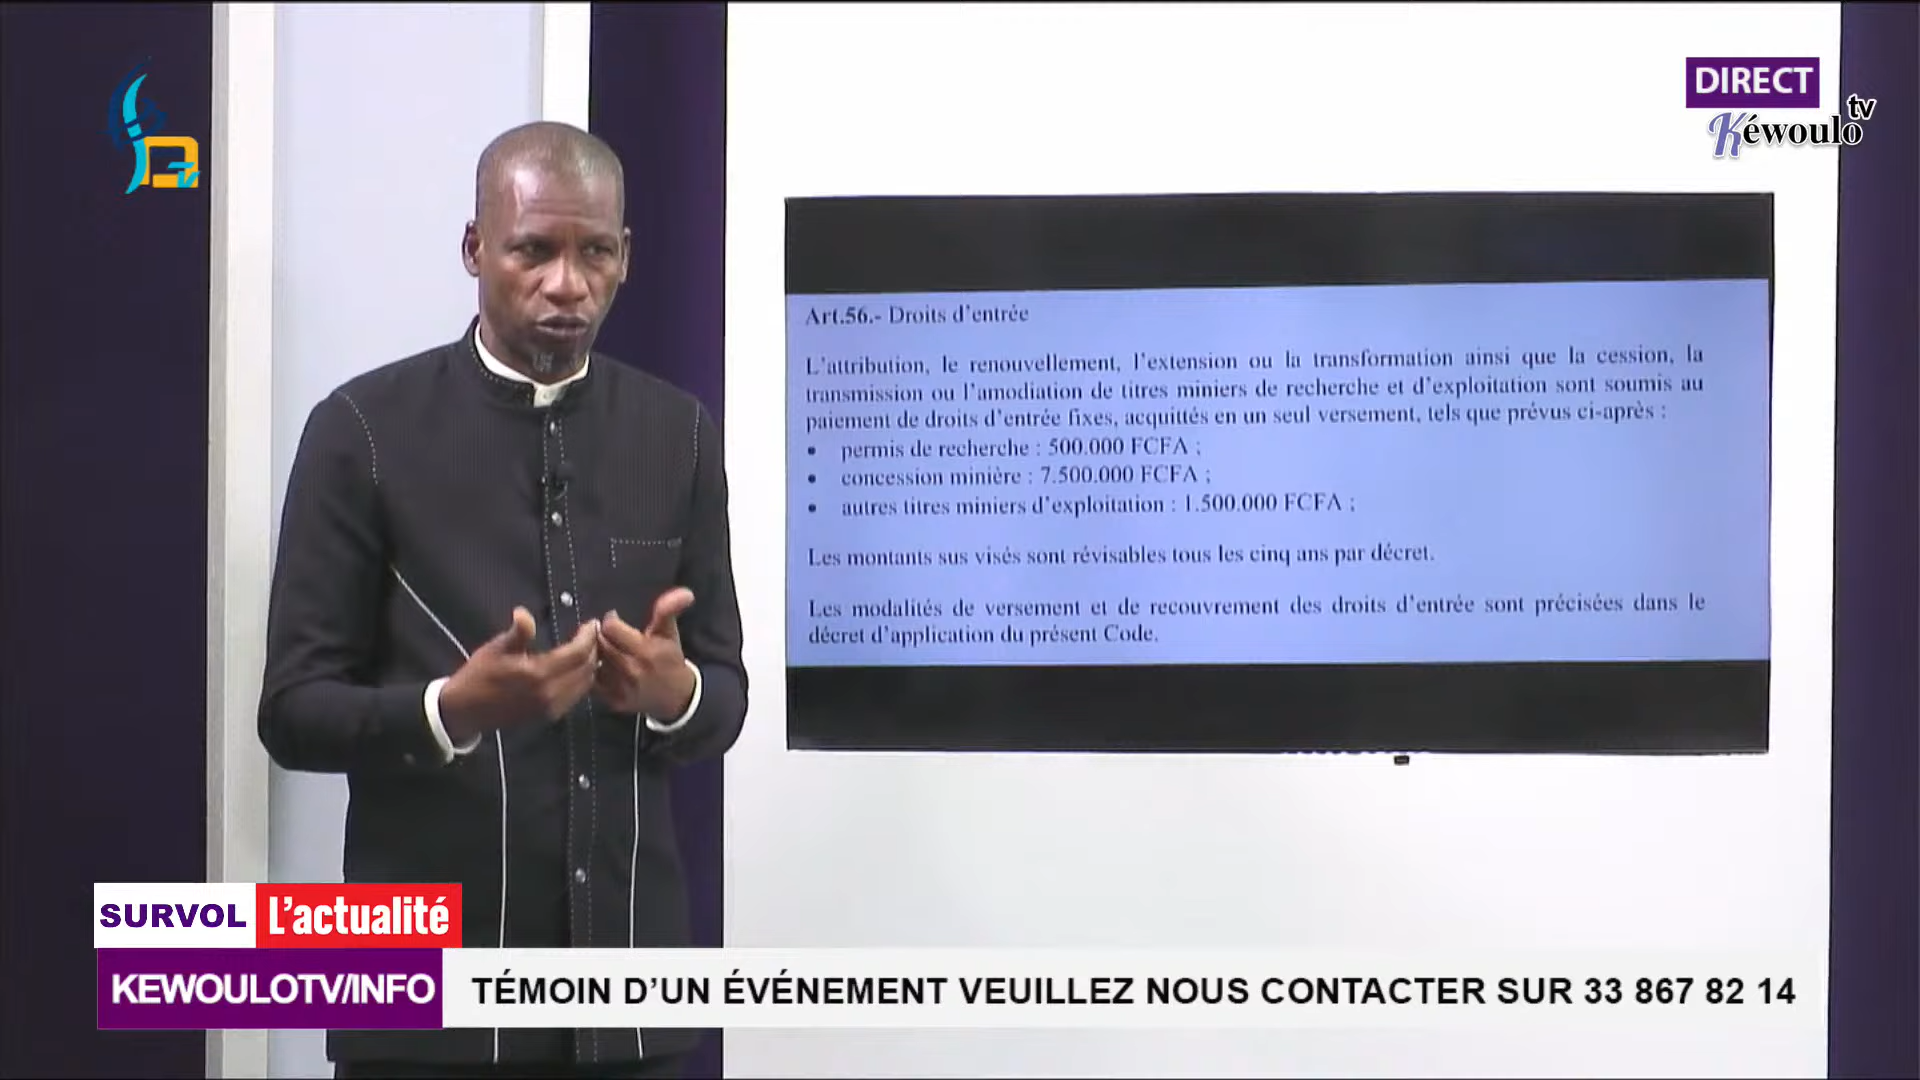 DIRECT
Kéwoulo tv
Art.56.- Droits d'entrée
L'attribution, le renouvellement, l'extension ou la transformation ainsi que la cession, la
transmission ou l'amodiation de titres miniers de recherche et d'exploitation sont soumis au
paiement de droits d'entrée fixes, acquittés en un seul versement, tels que prévus ci-après :
• permis de recherche : 500.000 FCFA ;
• concession minière : 7.500.000 FCFA ;
• autres titres miniers d'exploitation : 1.500.000 FCFA ;
Les montants sus visés sont révisables tous les cinq ans par décret.
Les modalités de versement et de recouvrement des droits d'entrée sont précisées dans le
décret d'application du présent Code.
SURVOL L'actualité
KEWOULOTV/INFO TÉMOIN D'UN ÉVÉNEMENT VEUILLEZ NOUS CONTACTER SUR 33 867 82 14